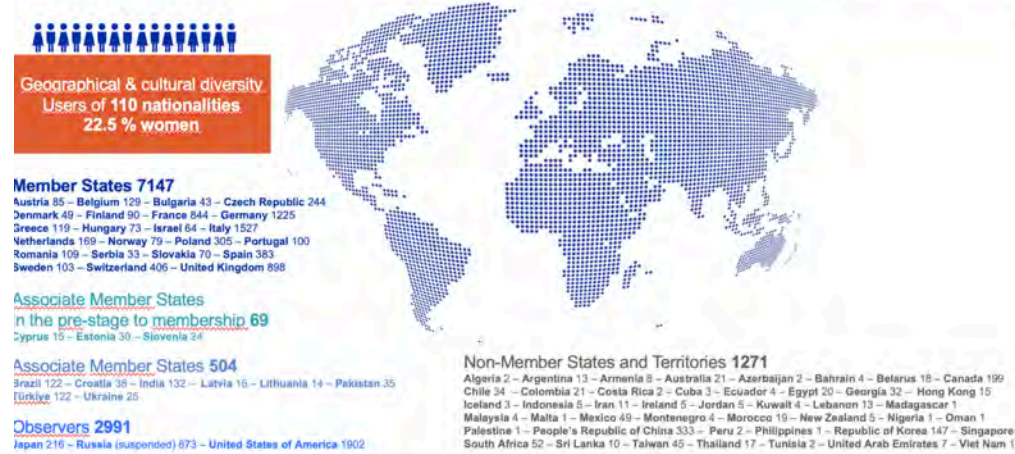 Geographical & cultural diversity
Users of 110 nationalities
22.5 % women
Member States 7147
Austria 85 – Belgium 129 – Bulgaria 43 – Czech Republic 244
Denmark 49 – Finland 90 – France 844 – Germany 1225
Greece 119 – Hungary 73 – Israel 64 – Italy 1527
Netherlands 169 – Norway 79 – Poland 305 – Portugal 100
Romania 109 – Serbia 33 – Slovakia 70 – Spain 383
Sweden 103 – Switzerland 406 – United Kingdom 898
Associate Member States
in the pre-stage to membership 69
Cyprus 15 – Estonia 30 – Slovenia 24
Associate Member States 504
Brazil 122 – Croatia 38 – India 132 – Latvia 16 – Lithuania 14 – Pakistan 35
Türkiye 122 – Ukraine 25
Observers 2991
Japan 216 – Russia (suspended) 673 – United States of America 1902
Non-Member States and Territories 1271
Algeria 2 – Argentina 13 – Armenia 8 – Australia 21 – Azerbaijan 2 – Bahrain 4 – Belarus 18 – Canada 199
Chile 34 – Colombia 21 – Costa Rica 2 – Cuba 3 – Ecuador 4 – Egypt 20 – Georgia 32 – Hong Kong 15
Iceland 3 – Indonesia 5 – Iran 11 – Ireland 5 – Jordan 5 – Kuwait 4 – Lebanon 13 – Madagascar 1
Malaysia 4 – Malta 1 – Mexico 49 – Montenegro 4 – Morocco 19 – New Zealand 5 – Nigeria 1 – Oman 1
Palestine 1 – People's Republic of China 333 – Peru 2 – Philippines 1 – Republic of Korea 147 – Singapore
South Africa 52 – Sri Lanka 10 – Taiwan 45 – Thailand 17 – Tunisia 2 – United Arab Emirates 7 – Viet Nam 1